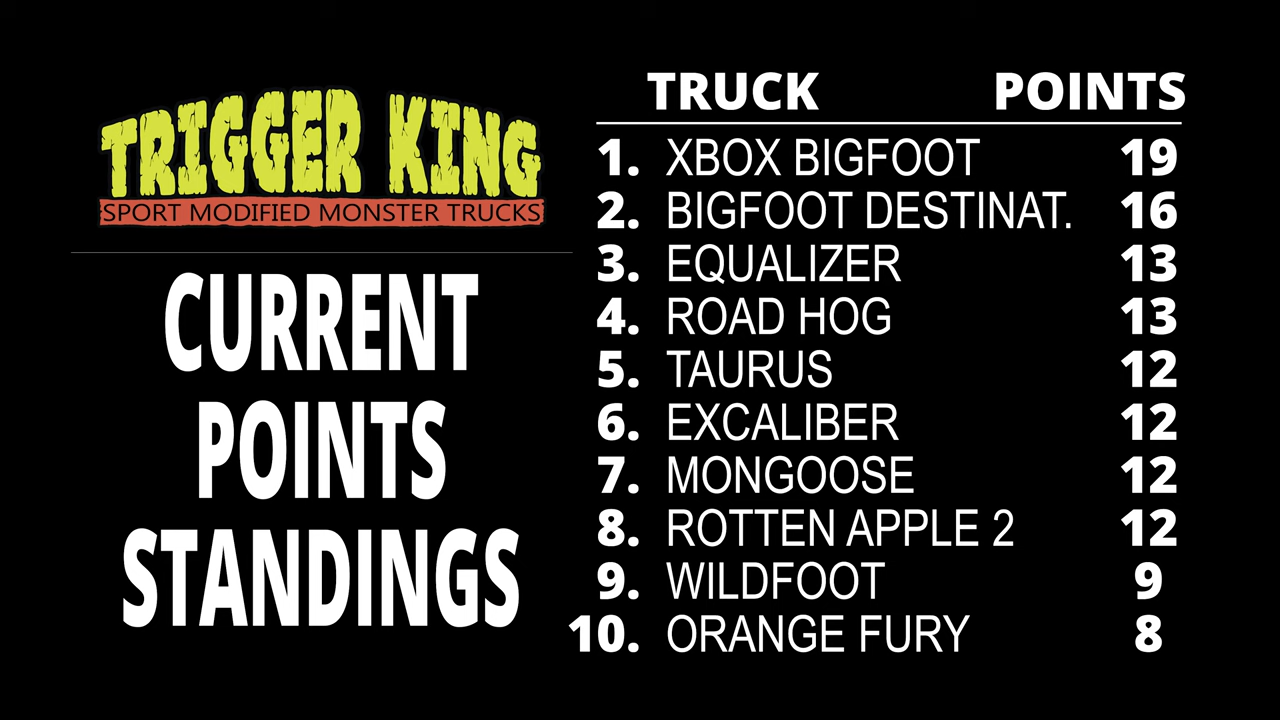 TRIGGER KING
SPORT MODIFIED MONSTER TRUCKS
CURRENT
POINTS
STANDINGS
TRUCK POINTS
1. XBOX BIGFOOT 19
2. BIGFOOT DESTINAT. 16
3. EQUALIZER 13
4. ROAD HOG 13
5. TAURUS 12
6. EXCALIBER 12
7. MONGOOSE 12
8. ROTTEN APPLE 2 12
9. WILDFOOT 9
10. ORANGE FURY 8